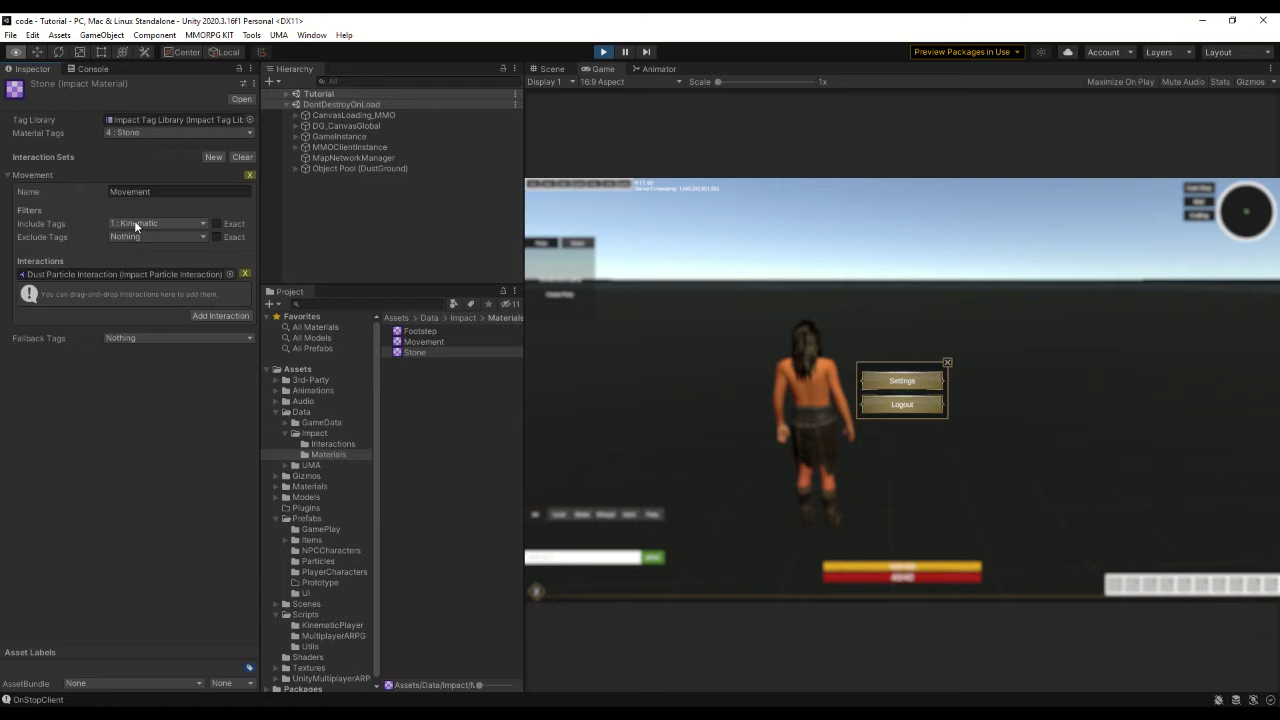 code - Tutorial - PC, Mac & Linux Standalone - Unity 2020.3.16f1 Personal <DX11>
File Edit Assets GameObject Component MMORPG KIT Tools UMA Window Help
Center Local Preview Packages in Use Account Layers Layout
Inspector Console
Stone (Impact Material)
Open
Tag Library Impact Tag Library (Impact Tag Lib
Material Tags 4 : Stone
Interaction Sets New Clear
Movement X
Name Movement
Filters
Include Tags 1 : Kinematic Exact
Exclude Tags Nothing Exact
Interactions
Dust Particle Interaction (Impact Particle Interaction) X
You can drag-and-drop Interactions here to add them.
Add Interaction
Fallback Tags Nothing
Asset Labels
AssetBundle None None
OnStopClient
Hierarchy
All
Tutorial
DontDestroyOnLoad
CanvasLoading_MMO
DG_CanvasGlobal
GameInstance
MMOClientInstance
MapNetworkManager
Object Pool (DustGround)
Project
11
Favorites
All Materials
All Models
All Prefabs
Assets
3rd-Party
Animations
Audio
Data
GameData
Impact
Interactions
Materials
UMA
Gizmos
Materials
Models
Plugins
Prefabs
GamePlay
Items
NPCCharacters
Particles
PlayerCharacters
Prototype
UI
Scenes
Scripts
KinematicPlayer
MultiplayerARPG
Utils
Shaders
Textures
UnityMultiplayerARP
Packages
Assets > Data > Impact > Materials
Footstep
Movement
Stone
Assets/Data/Impact/M
Scene Game Animator
Display 1 16:9 Aspect Scale 1x Maximize On Play Mute Audio Stats Gizmos
Settings
Logout